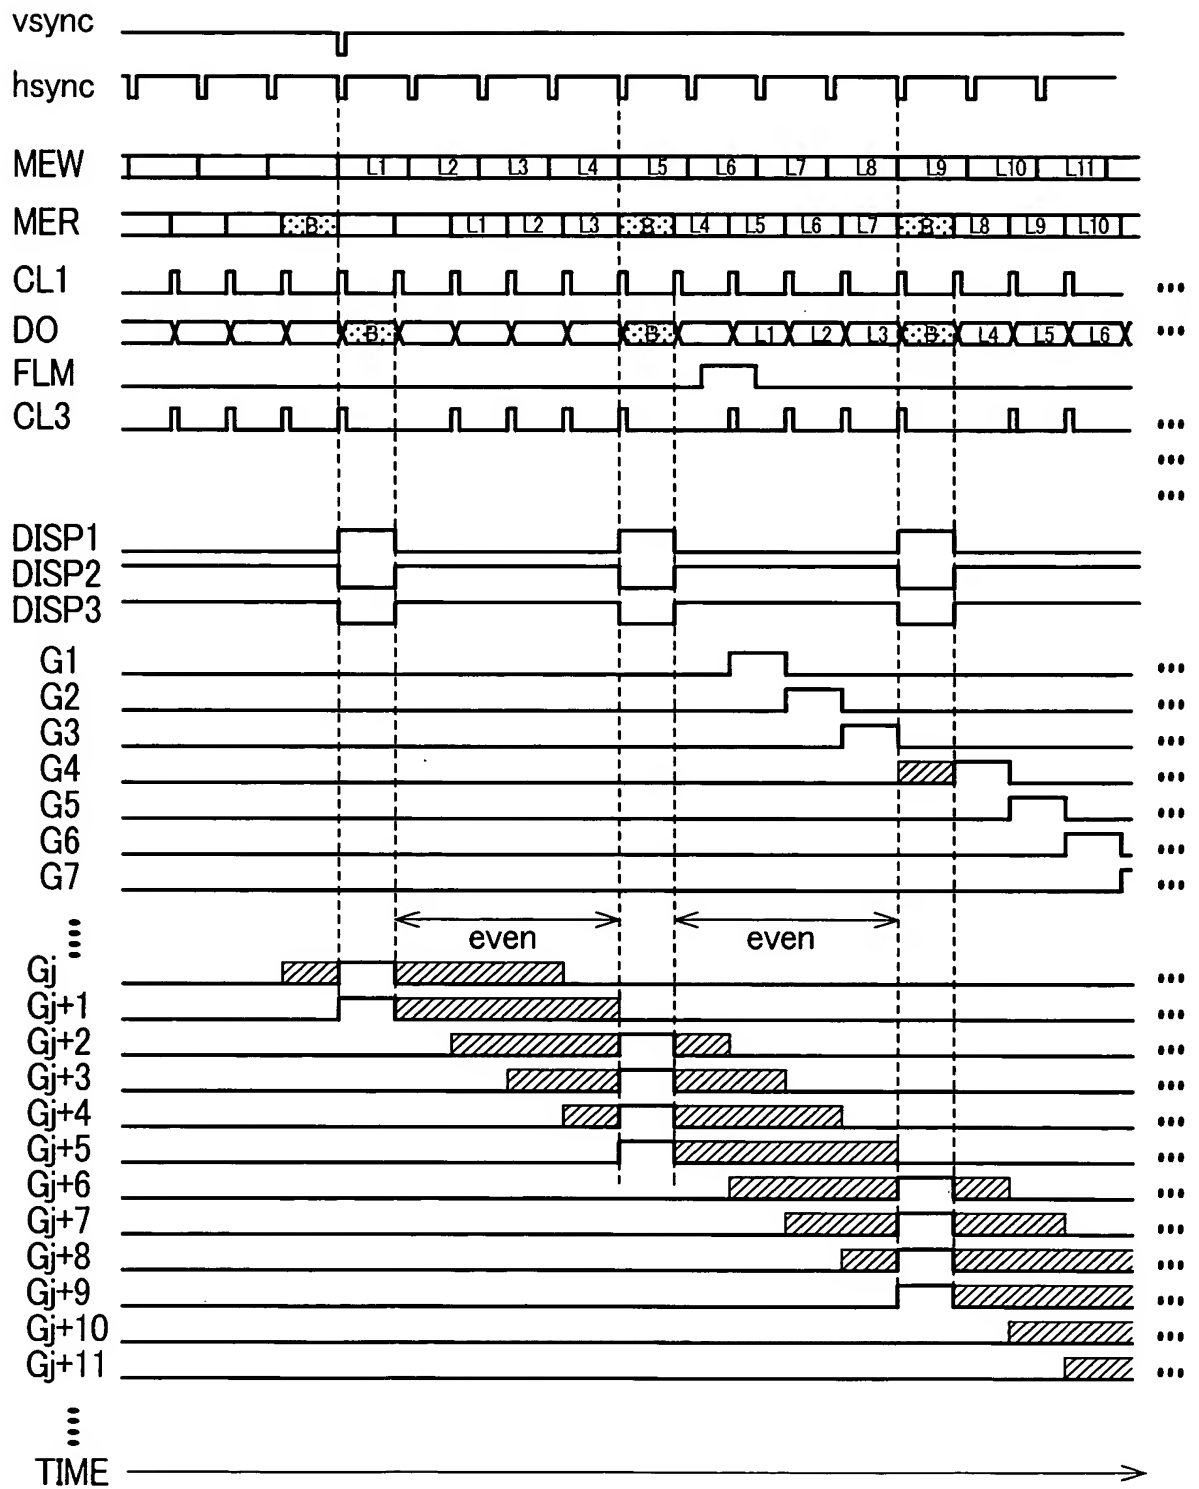 vsync
hsync
MEW L1 L2 L3 L4 L5 L6 L7 L8 L9 L10 L11
MER B L1 L2 L3 B L4 L5 L6 L7 B L8 L9 L10
CL1 •••
DO B B L1 L2 L3 B L4 L5 L6 •••
FLM
CL3 •••
•••
•••
DISP1
DISP2
DISP3
G1 •••
G2 •••
G3 •••
G4 •••
G5 •••
G6 •••
G7 •••
even even
Gj •••
Gj+1 •••
Gj+2 •••
Gj+3 •••
Gj+4 •••
Gj+5 •••
Gj+6 •••
Gj+7 •••
Gj+8 •••
Gj+9 •••
Gj+10 •••
Gj+11 •••
TIME